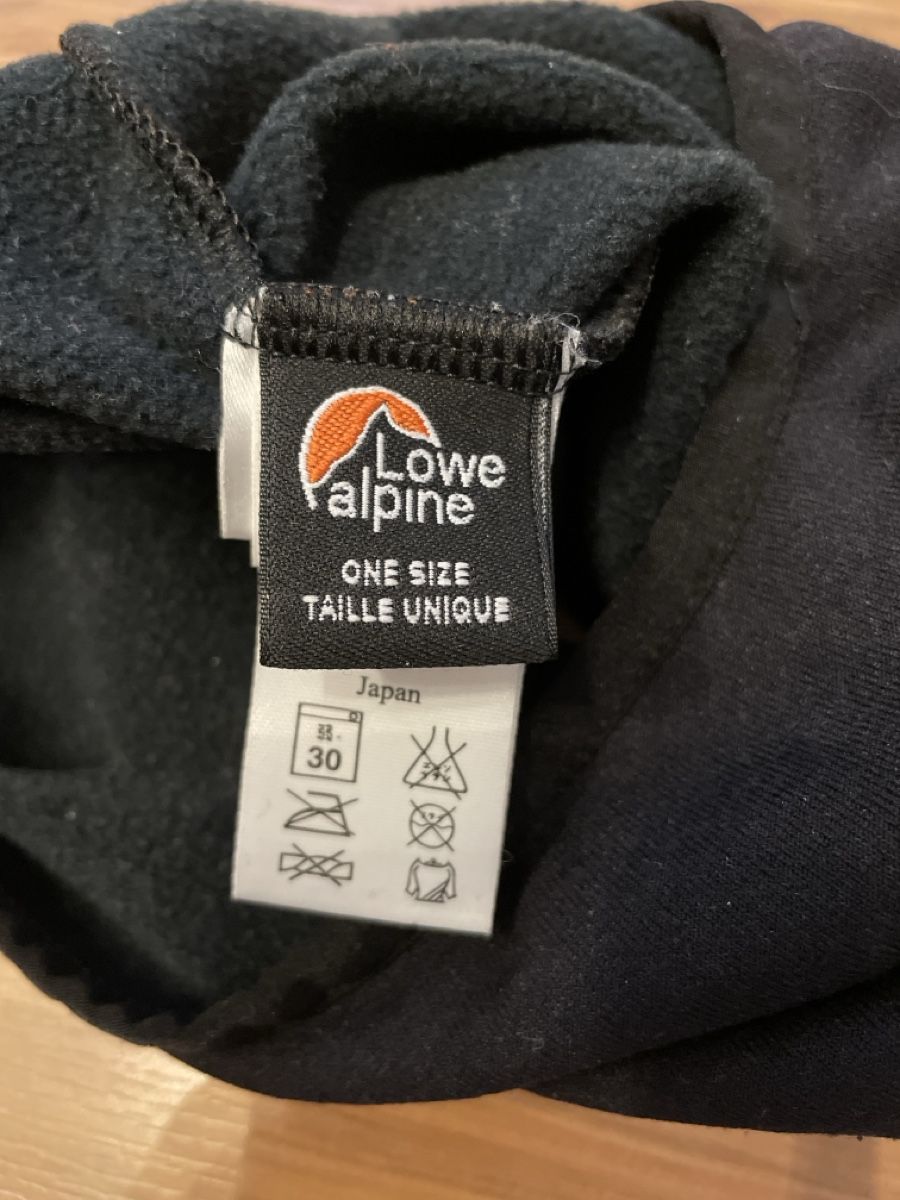 Lowe
alpine
ONE SIZE
TAILLE UNIQUE
Japan
30